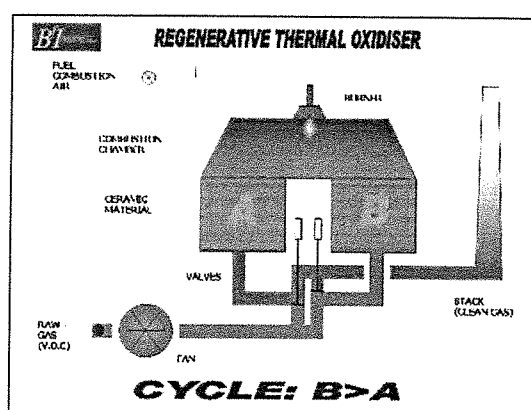 REGENERATIVE THERMAL OXIDISER
FUEL
COMBUSTION
AIR
BURNER
COMBUSTION
CHAMBER
CERAMIC
MATERIAL
A
VALVES
RAW
GAS
(V.O.C)
FAN
STACK
(CLEAN GAS)
CYCLE: B>A